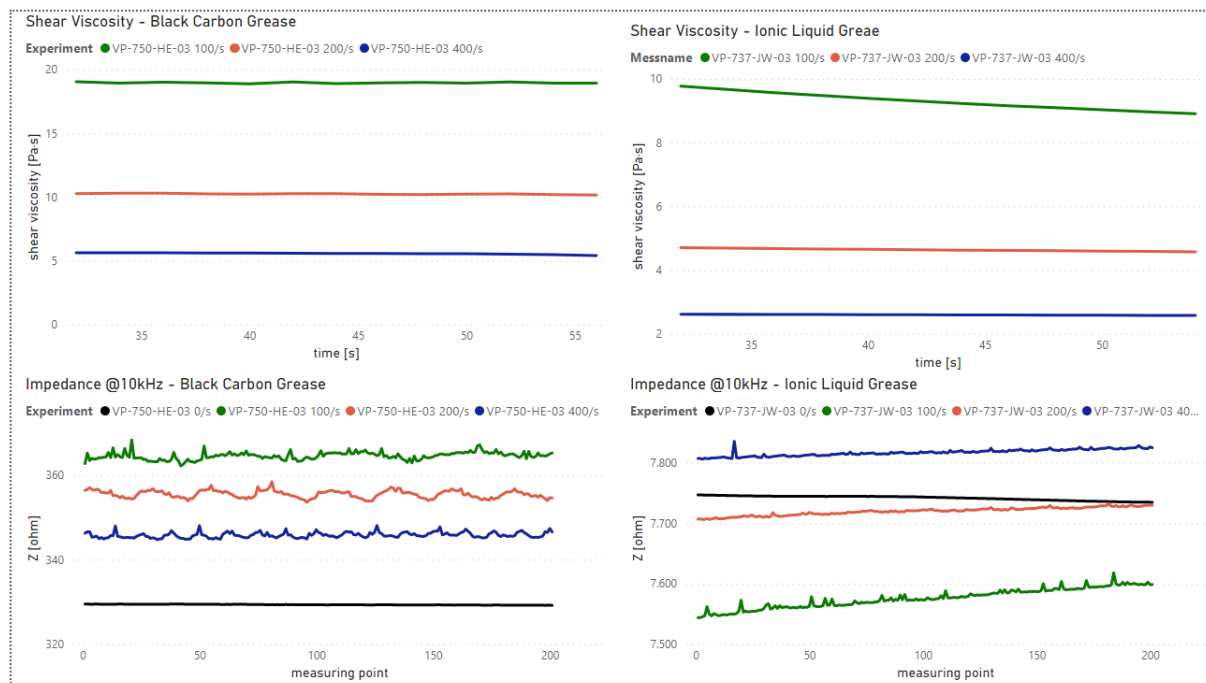 Shear Viscosity - Black Carbon Grease
Experiment VP-750-HE-03 100/s VP-750-HE-03 200/s VP-750-HE-03 400/s
20
15
10
5
0
shear viscosity [Pa·s]
35 40 45 50 55
time [s]
Shear Viscosity - Ionic Liquid Greae
Messname VP-737-JW-03 100/s VP-737-JW-03 200/s VP-737-JW-03 400/s
10
8
6
4
2
shear viscosity [Pa·s]
35 40 45 50
time [s]
Impedance @10kHz - Black Carbon Grease
Experiment VP-750-HE-03 0/s VP-750-HE-03 100/s VP-750-HE-03 200/s VP-750-HE-03 400/s
360
340
320
Z [ohm]
0 50 100 150 200
measuring point
Impedance @10kHz - Ionic Liquid Grease
Experiment VP-737-JW-03 0/s VP-737-JW-03 100/s VP-737-JW-03 200/s VP-737-JW-03 40...
7.800
7.700
7.600
7.500
Z [ohm]
0 50 100 150 200
measuring point